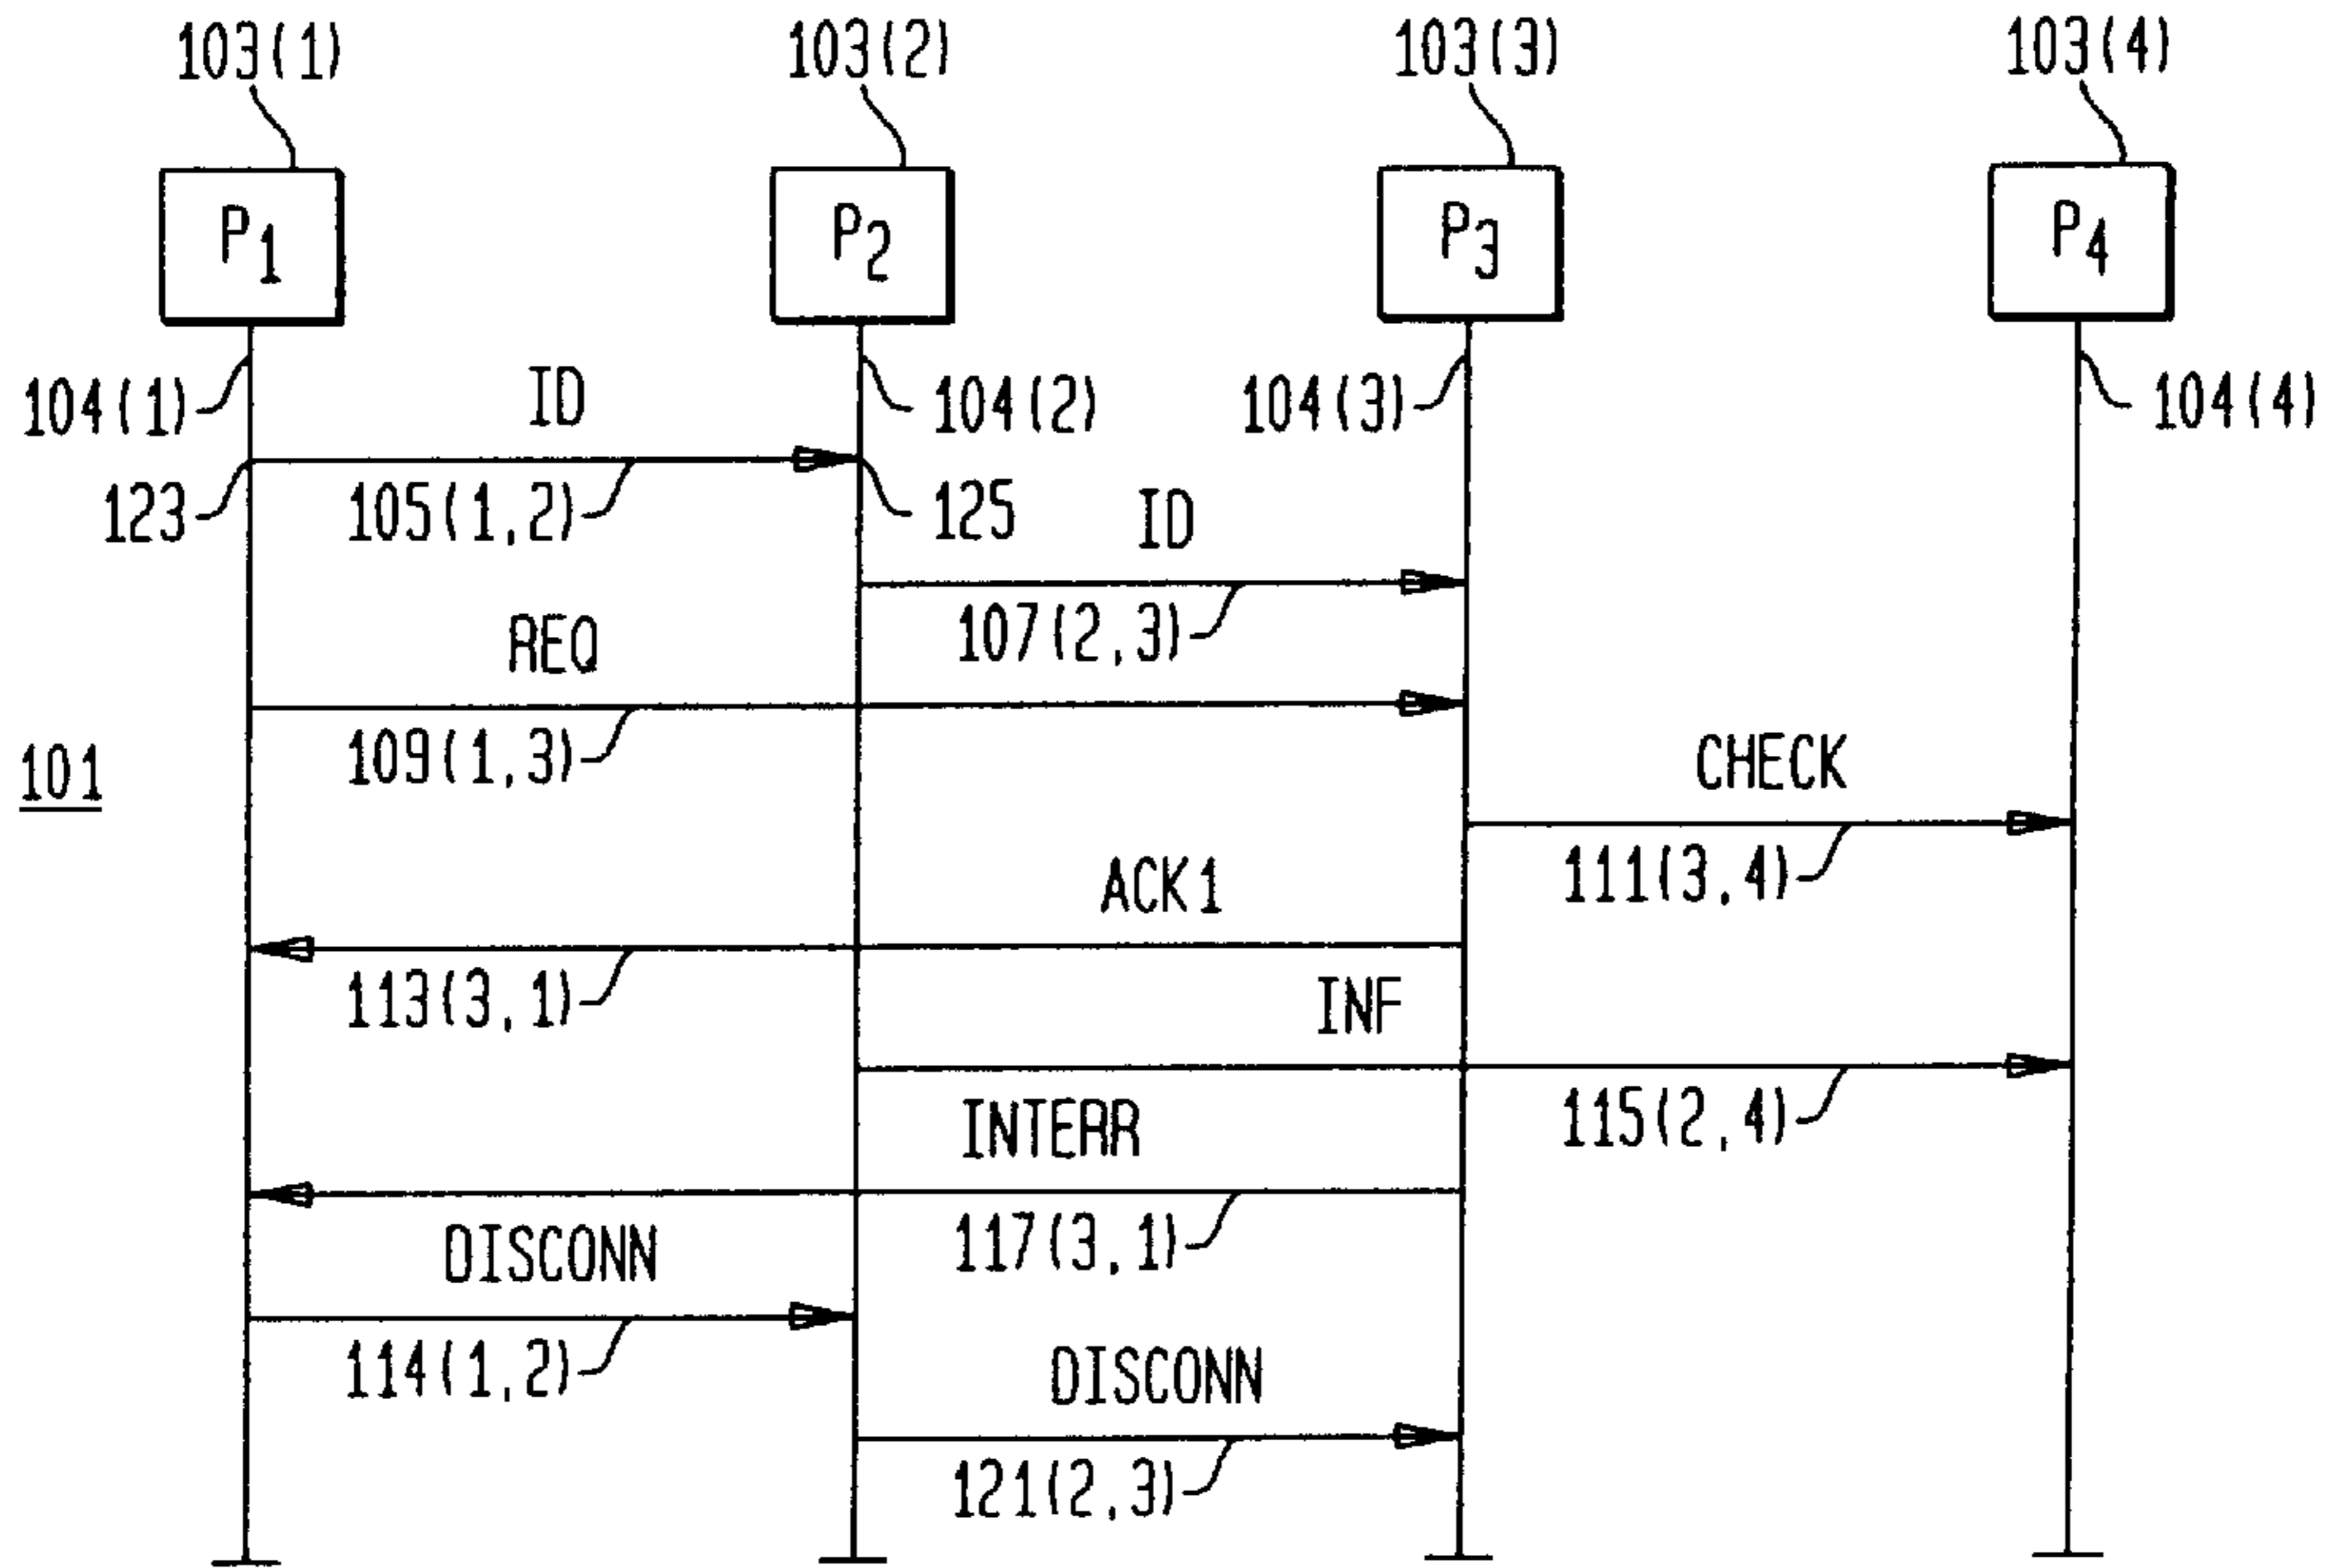 103(1) 103(2) 103(3) 103(4)
P1 P2 P3 P4
104(1) ID 104(2) 104(3) 104(4)
123 105(1,2) 125 ID
107(2,3)
REQ
109(1,3)
101
CHECK
111(3,4)
ACK1
113(3,1)
INF
115(2,4)
INTERR
117(3,1)
DISCONN
114(1,2)
DISCONN
121(2,3)